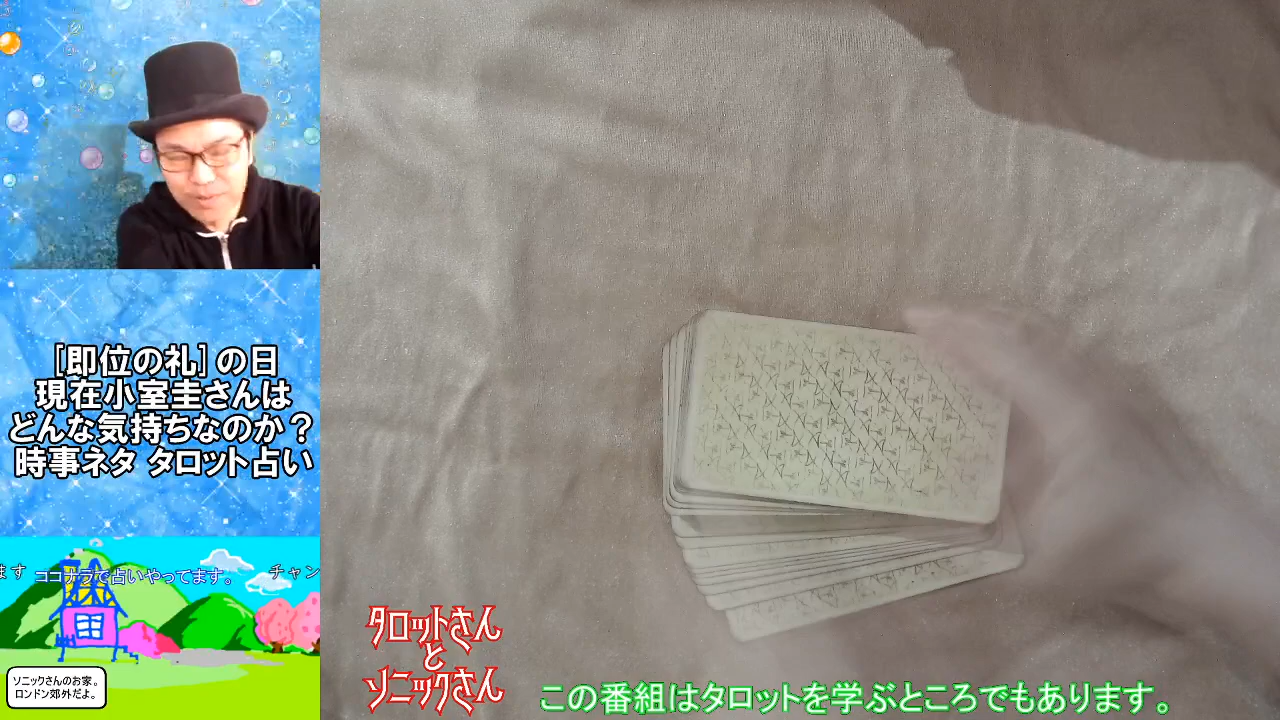 [即位の礼]の日
現在小室圭さんは
どんな気持ちなのか?
時事ネタ タロット占い
ます ココナラで占いやってます。 チャン
ソニックさんのお家。
ロンドン郊外だよ。
タロットさん
と
ソニックさん
この番組はタロットを学ぶところでもあります。